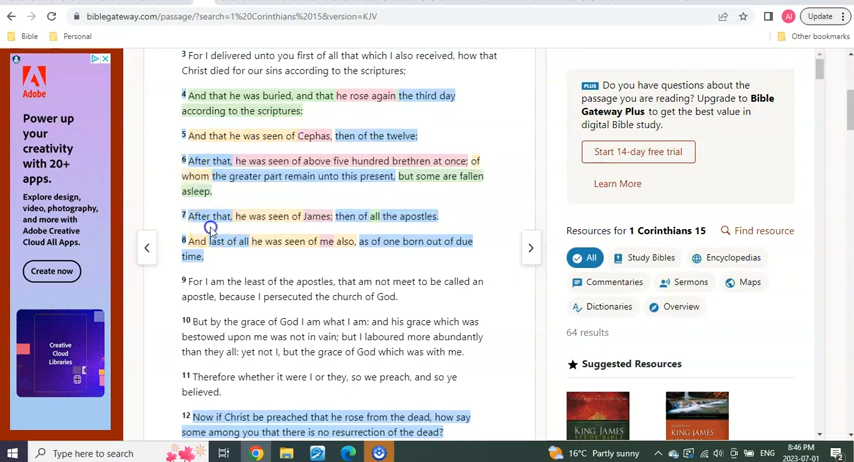 biblegateway.com/passage/?search=1%20Corinthians%2015&version=KJV
AI
Update
Bible
Personal
Other bookmarks
Adobe
Power up
your
creativity
with 20+
apps.
Explore design,
video, photography,
and more with
Adobe Creative
Cloud All Apps.
Create now
Creative
Cloud
Libraries
3 For I delivered unto you first of all that which I also received, how that
Christ died for our sins according to the scriptures;
4 And that he was buried, and that he rose again the third day
according to the scriptures:
5 And that he was seen of Cephas, then of the twelve:
6 After that, he was seen of above five hundred brethren at once; of
whom the greater part remain unto this present, but some are fallen
asleep.
7 After that, he was seen of James; then of all the apostles.
8 And last of all he was seen of me also, as of one born out of due
time.
9 For I am the least of the apostles, that am not meet to be called an
apostle, because I persecuted the church of God.
10 But by the grace of God I am what I am: and his grace which was
bestowed upon me was not in vain; but I laboured more abundantly
than they all: yet not I, but the grace of God which was with me.
11 Therefore whether it were I or they, so we preach, and so ye
believed.
12 Now if Christ be preached that he rose from the dead, how say
some among you that there is no resurrection of the dead?
PLUS Do you have questions about the
passage you are reading? Upgrade to Bible
Gateway Plus to get the best value in
digital Bible study.
Start 14-day free trial
Learn More
Resources for 1 Corinthians 15
Find resource
All
Study Bibles
Encyclopedias
Commentaries
Sermons
Maps
Dictionaries
Overview
64 results
Suggested Resources
KING JAMES
KING JAMES
Type here to search
16°C Partly sunny
ENG
8:46 PM
2023-07-01
2